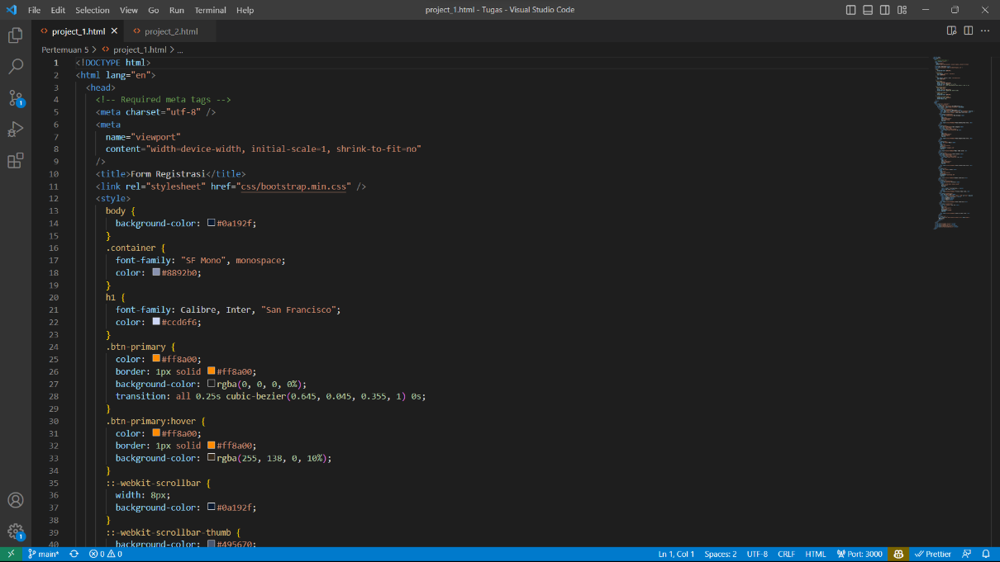 File Edit Selection View Go Run Terminal Help
project_1.html - Tugas - Visual Studio Code
project_1.html
project_2.html
Pertemuan 5 > project_1.html > ...
1 <!DOCTYPE html>
2 <html lang="en">
3 <head>
4 <!-- Required meta tags -->
5 <meta charset="utf-8" />
6 <meta
7 name="viewport"
8 content="width=device-width, initial-scale=1, shrink-to-fit=no"
9 />
10 <title>Form Registrasi</title>
11 <link rel="stylesheet" href="css/bootstrap.min.css" />
12 <style>
13 body {
14 background-color: #0a192f;
15 }
16 .container {
17 font-family: "SF Mono", monospace;
18 color: #8892b0;
19 }
20 h1 {
21 font-family: Calibre, Inter, "San Francisco";
22 color: #ccd6f6;
23 }
24 .btn-primary {
25 color: #ff8a00;
26 border: 1px solid #ff8a00;
27 background-color: rgba(0, 0, 0, 0%);
28 transition: all 0.25s cubic-bezier(0.645, 0.045, 0.355, 1) 0s;
29 }
30 .btn-primary:hover {
31 color: #ff8a00;
32 border: 1px solid #ff8a00;
33 background-color: rgba(255, 138, 0, 10%);
34 }
35 ::-webkit-scrollbar {
36 width: 8px;
37 background-color: #0a192f;
38 }
39 ::-webkit-scrollbar-thumb {
40 background-color: #495670;
1
1
main* 0 0
Ln 1, Col 1 Spaces: 2 UTF-8 CRLF HTML Port: 3000 Prettier